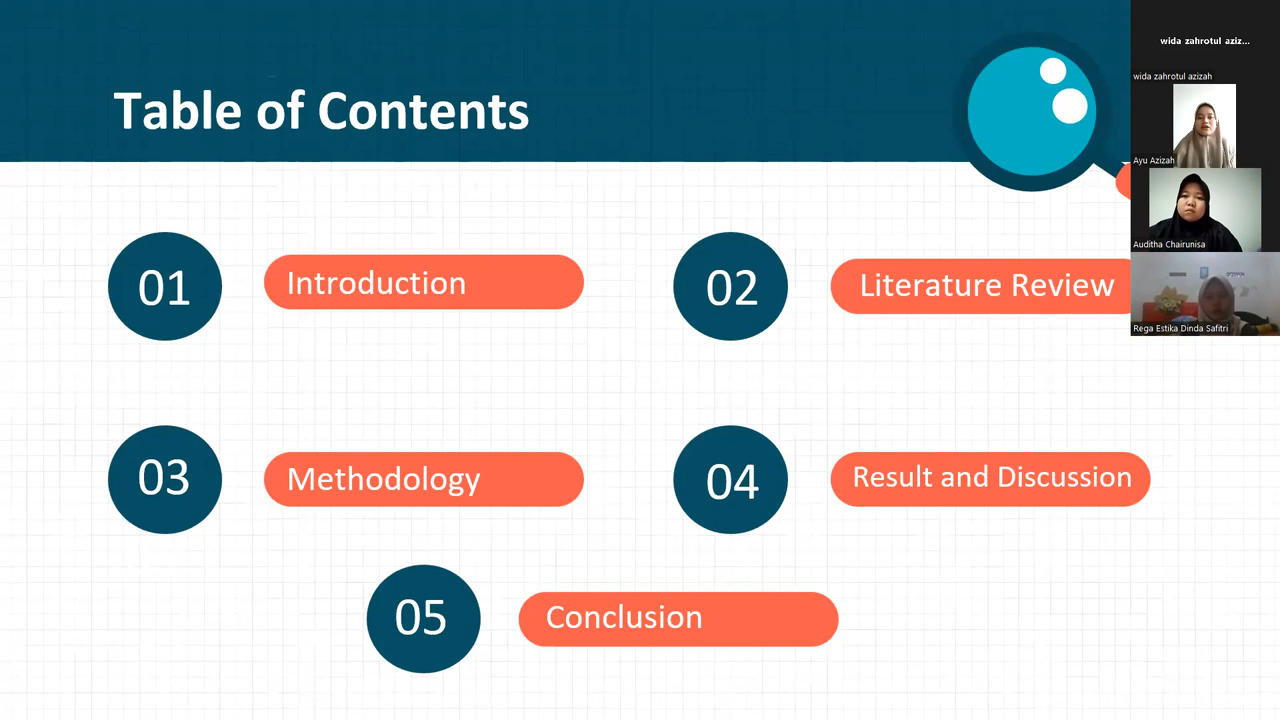 Table of Contents
01
Introduction
02
Literature Review
03
Methodology
04
Result and Discussion
05
Conclusion
wida zahrotul aziz...
wida zahrotul azizah
Ayu Azizah
Auditha Chairunisa
Rega Estika Dinda Safitri